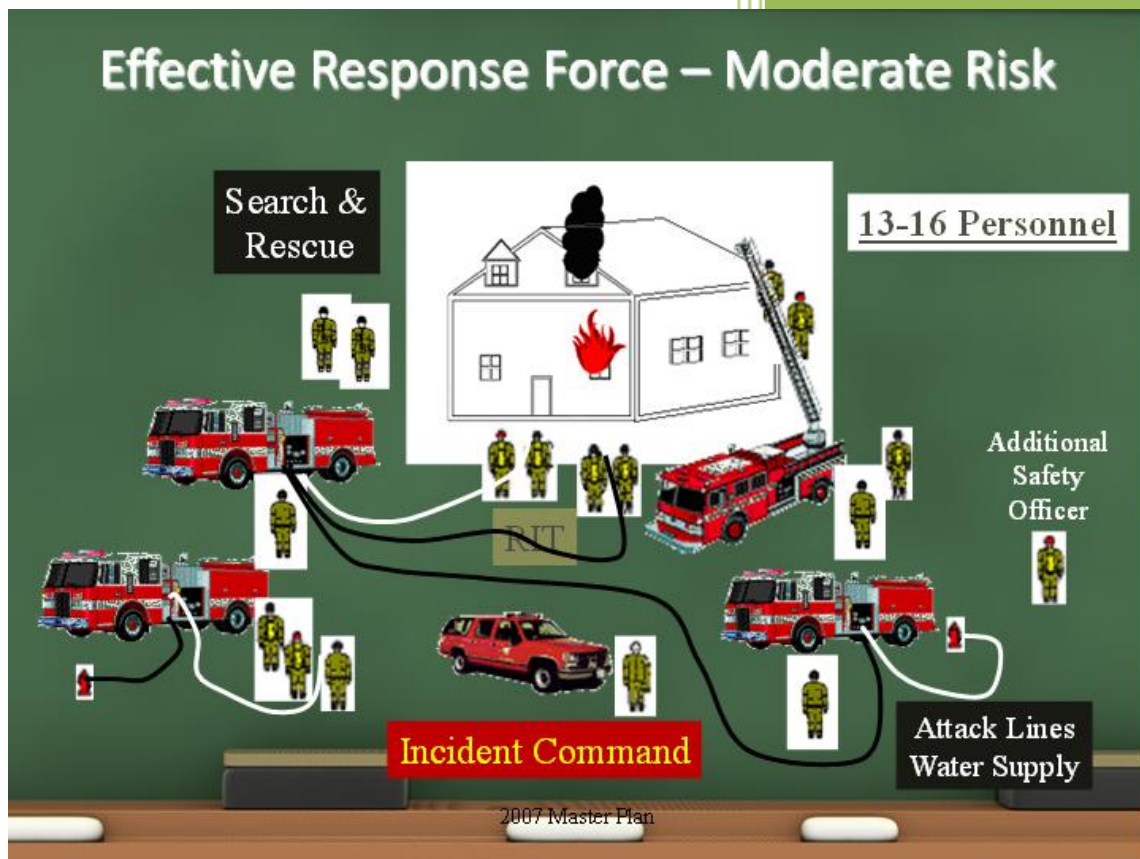 Effective Response Force – Moderate Risk
Search &
Rescue
13-16 Personnel
Additional
Safety
Officer
RIT
Incident Command
Attack Lines
Water Supply
2007 Master Plan